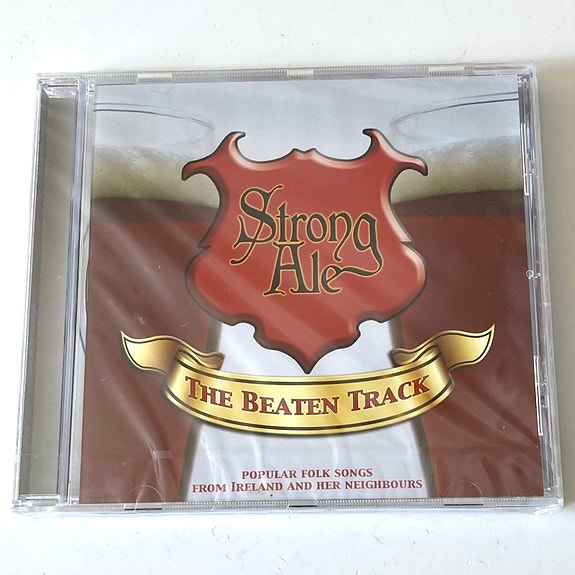 Strong
Ale
THE BEATEN TRACK
POPULAR FOLK SONGS
FROM IRELAND AND HER NEIGHBOURS